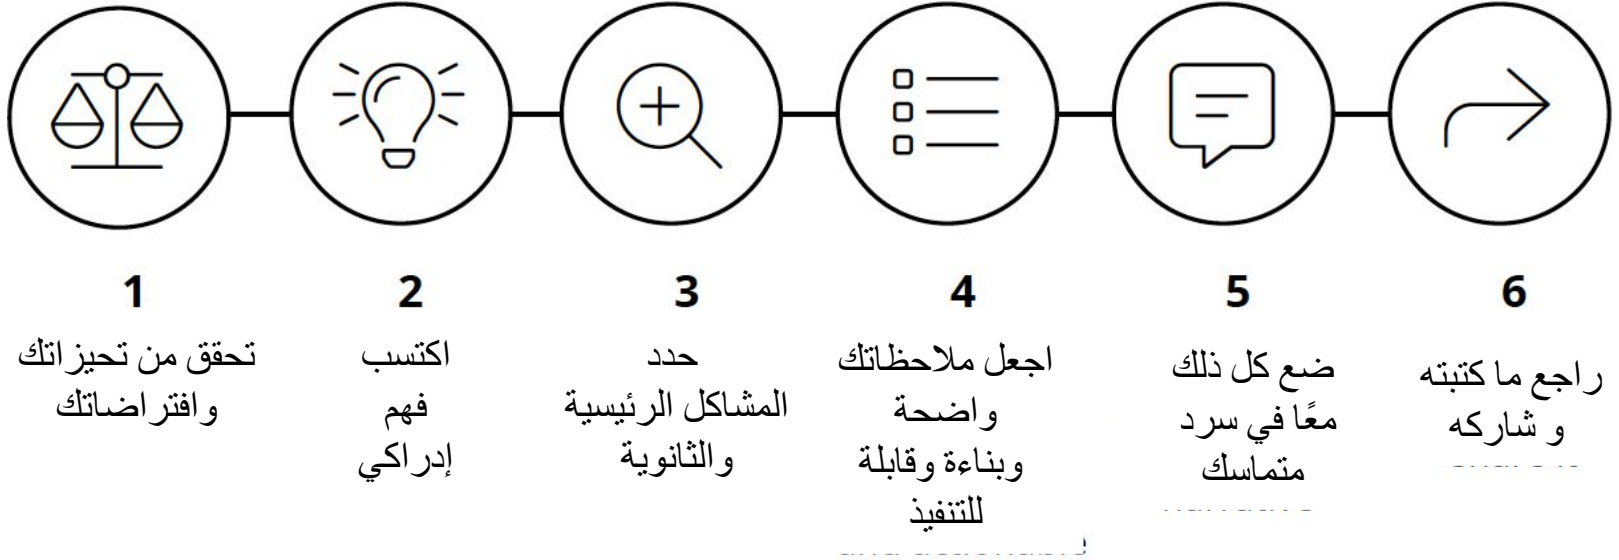 1
تحقق من تحيزاتك
وافتراضاتك
2
اكتسب
فهم
إدراكي
3
حدد
المشاكل الرئيسية
والثانوية
4
اجعل ملاحظاتك
واضحة
وبناءة وقابلة
للتنفيذ
5
ضع كل ذلك
معًا في سرد
متماسك
6
راجع ما كتبته
و شاركه